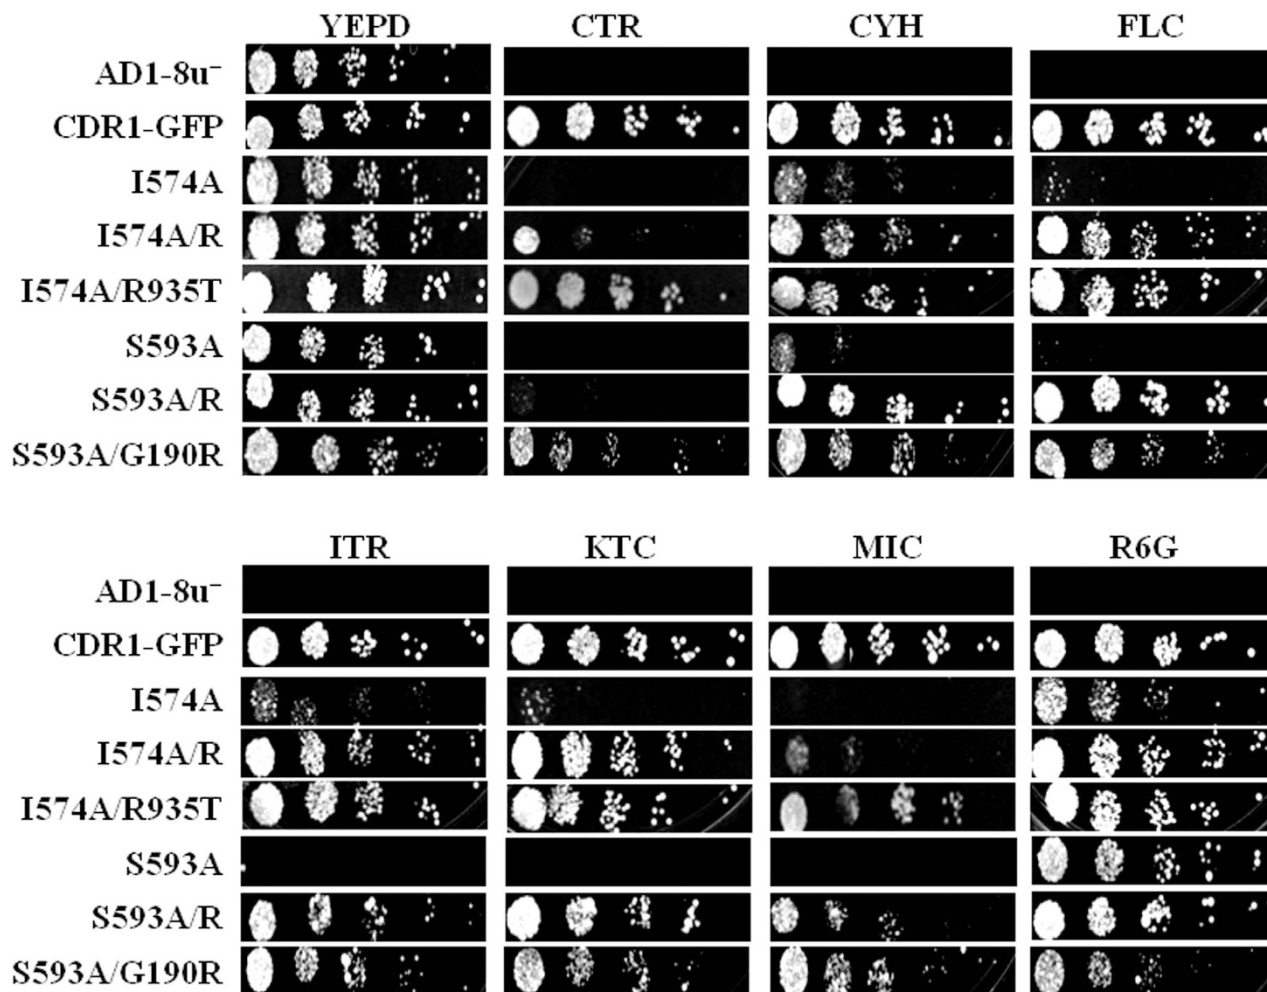 YEPD CTR CYH FLC
AD1-8u⁻
CDR1-GFP
I574A
I574A/R
I574A/R935T
S593A
S593A/R
S593A/G190R
ITR KTC MIC R6G
AD1-8u⁻
CDR1-GFP
I574A
I574A/R
I574A/R935T
S593A
S593A/R
S593A/G190R